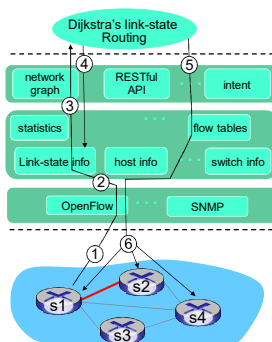 Dijkstra's link-state
Routing
4
5
network
graph
RESTful
API
intent
3
statistics
flow tables
Link-state info
host info
switch info
2
OpenFlow
SNMP
1
6
s2
s1
s4
s3